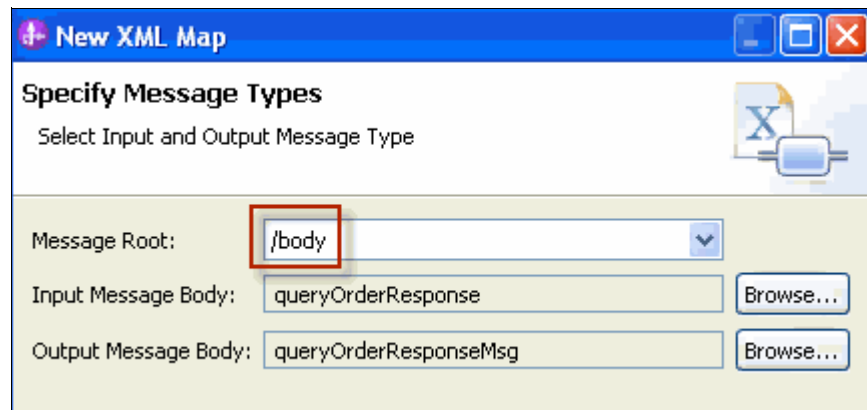 New XML Map
Specify Message Types
Select Input and Output Message Type
X
Message Root: /body
Input Message Body: queryOrderResponse Browse...
Output Message Body: queryOrderResponseMsg Browse...